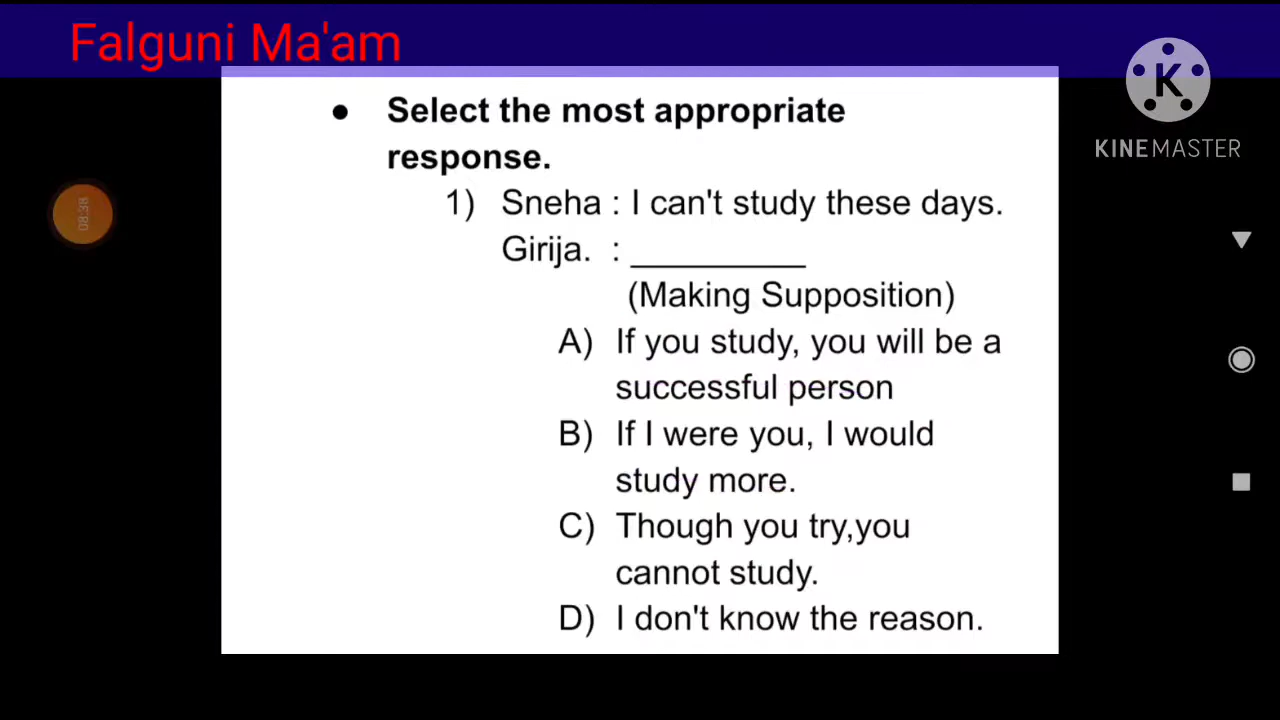 Falguni Ma'am
K
KINEMASTER
08:38
● Select the most appropriate
response.
1) Sneha : I can't study these days.
Girija. : __________
(Making Supposition)
A) If you study, you will be a
successful person
B) If I were you, I would
study more.
C) Though you try,you
cannot study.
D) I don't know the reason.